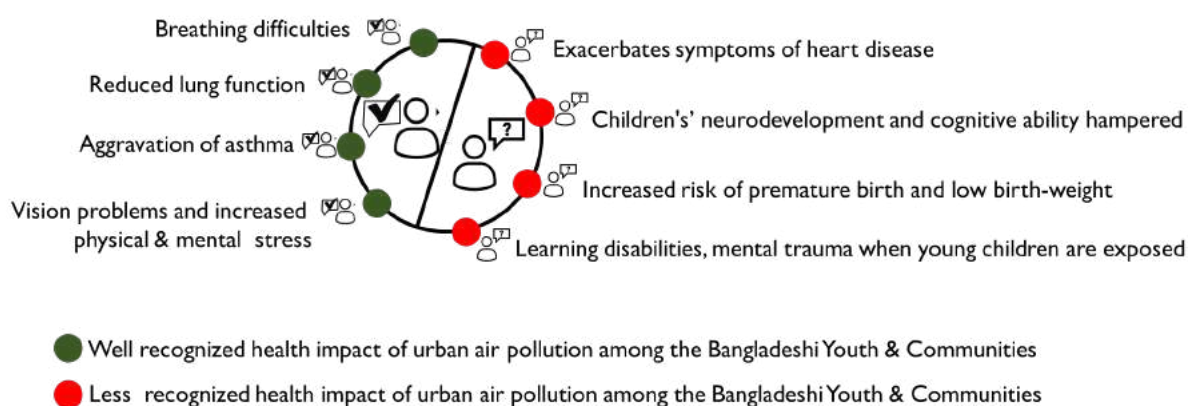 Breathing difficulties
Reduced lung function
Aggravation of asthma
Vision problems and increased
physical & mental stress
Exacerbates symptoms of heart disease
Children's' neurodevelopment and cognitive ability hampered
Increased risk of premature birth and low birth-weight
Learning disabilities, mental trauma when young children are exposed
?
?
?
?
?
Well recognized health impact of urban air pollution among the Bangladeshi Youth & Communities
Less recognized health impact of urban air pollution among the Bangladeshi Youth & Communities